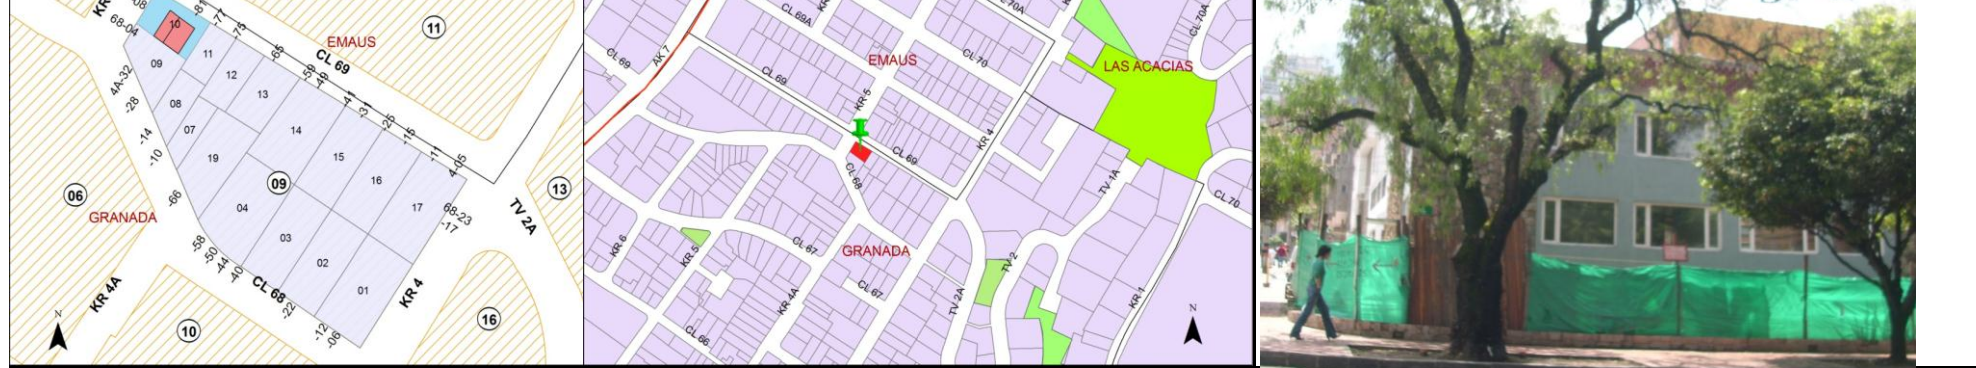 KR
-08
68-04
10
-81
-77
-75
11
EMAUS
CL 69
-65
-59
-49
-41
-31
-25
-15
-11
4-05
4A-32
-28
-14
-10
-66
-58
-50
-44
-40
-22
-12
-06
68-23
-17
09
11
12
13
08
07
14
19
15
09
16
04
17
03
02
01
06
GRANADA
13
TV 2A
KR 4A
CL 68
KR 4
10
16
N
AK 7
CL 69
CL 69A
KR
70A
CL 70A
CL 69
EMAUS
CL 70
LAS ACACIAS
KR 5
KR 4
CL 69
CL 68
TV 1A
CL 70
KR 6
KR 5
CL 67
GRANADA
TV 2
CL 67
KR 4A
TV 2A
KR 1
CL 66
N